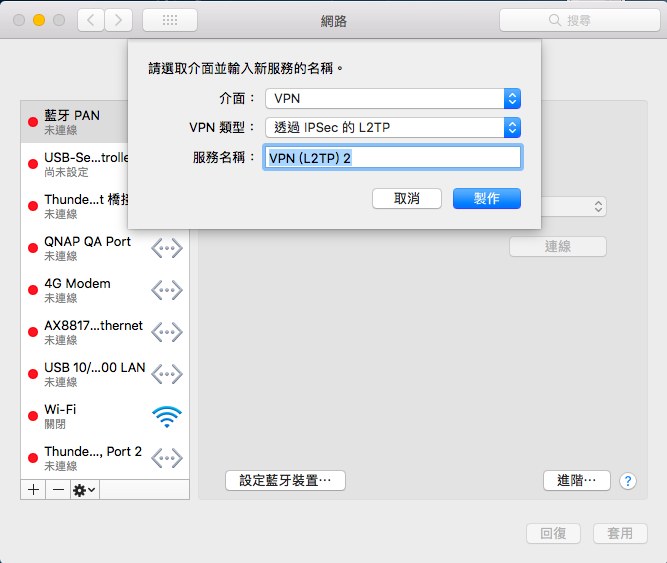 網路
搜尋
請選取介面並輸入新服務的名稱。
介面：
VPN
VPN 類型：
透過 IPSec 的 L2TP
服務名稱：
VPN (L2TP) 2
取消
製作
藍牙 PAN
未連線
USB-Se...trolle
尚未設定
Thunde...t 橋接
未連線
QNAP QA Port
未連線
4G Modem
未連線
AX8817...thernet
未連線
USB 10/...00 LAN
未連線
Wi-Fi
關閉
Thunde..., Port 2
未連線
連線
設定藍牙裝置⋯
進階⋯
?
回復
套用